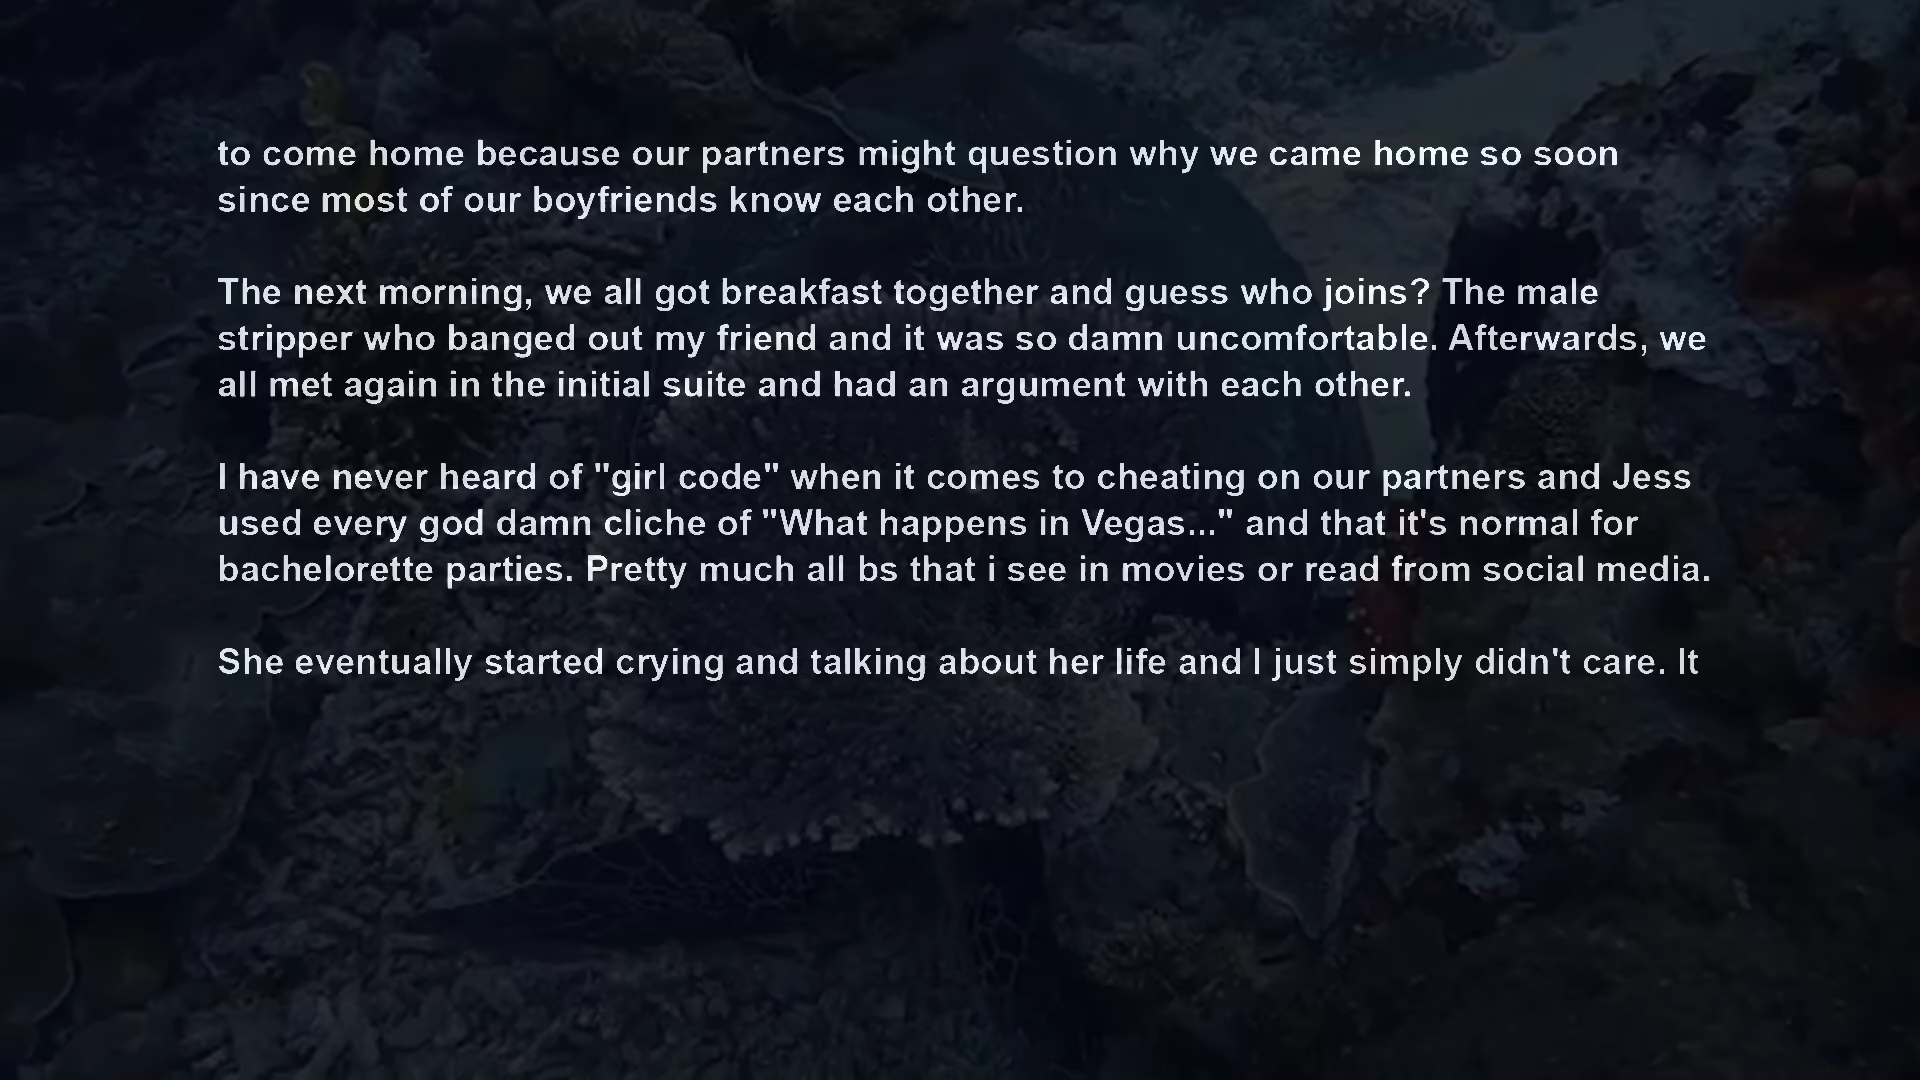 to come home because our partners might question why we came home so soon
since most of our boyfriends know each other.
The next morning, we all got breakfast together and guess who joins? The male
stripper who banged out my friend and it was so damn uncomfortable. Afterwards, we
all met again in the initial suite and had an argument with each other.
I have never heard of "girl code" when it comes to cheating on our partners and Jess
used every god damn cliche of "What happens in Vegas..." and that it's normal for
bachelorette parties. Pretty much all bs that i see in movies or read from social media.
She eventually started crying and talking about her life and I just simply didn't care. It